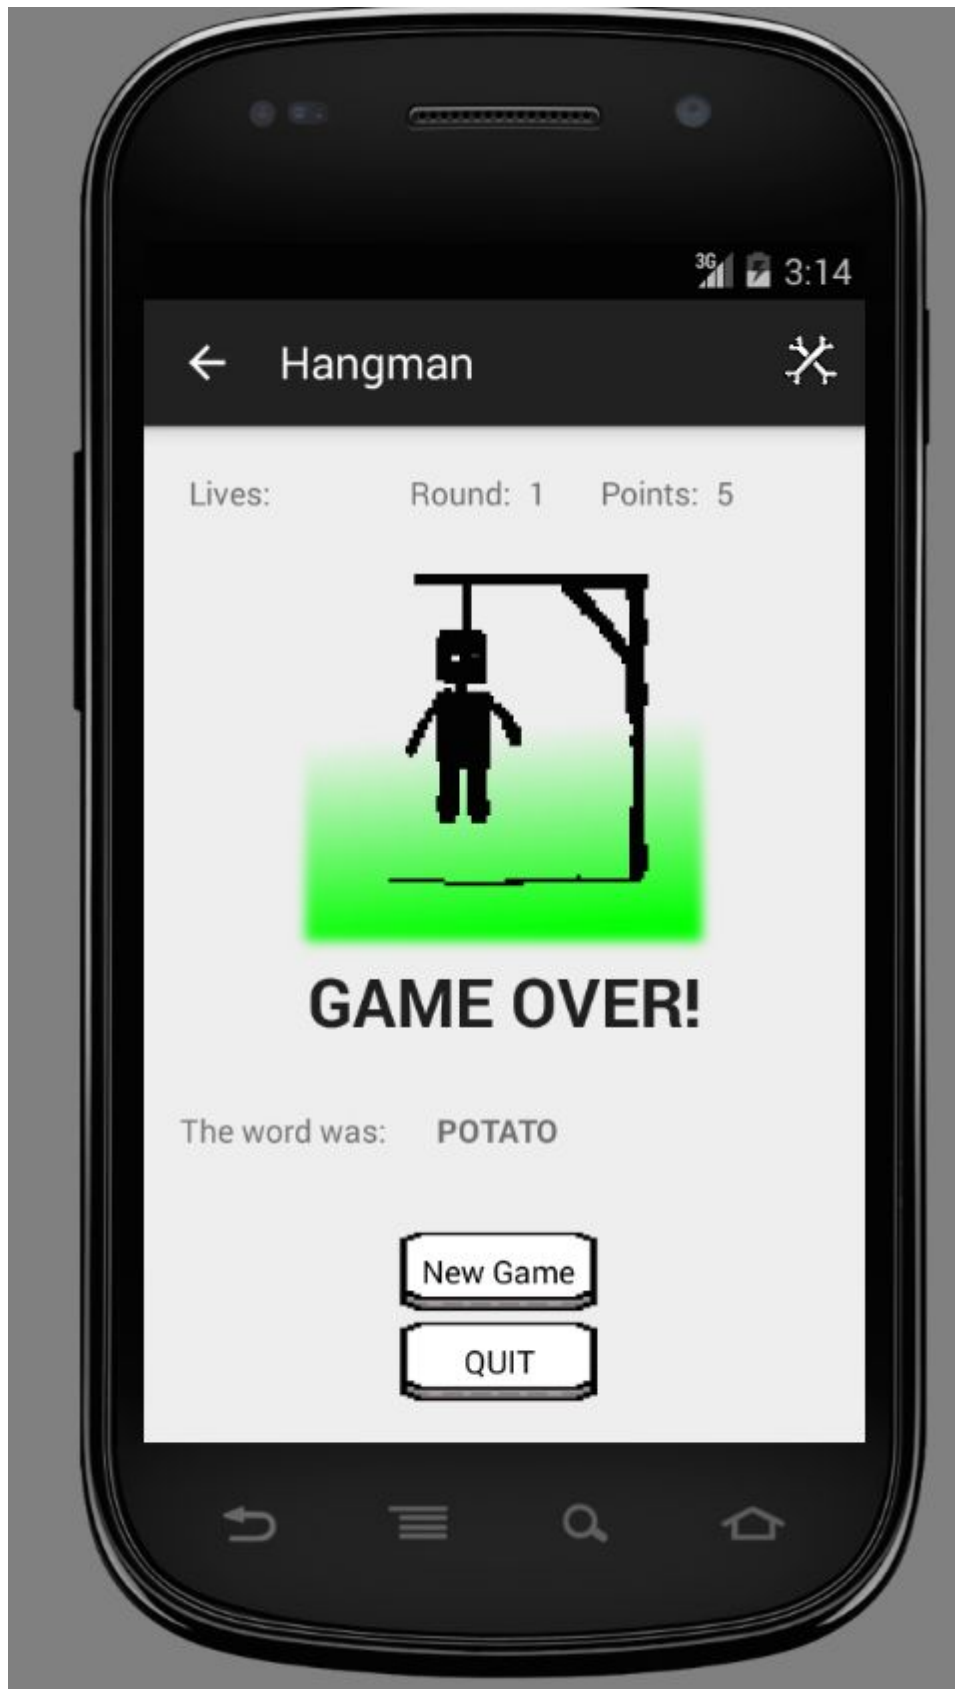 3G 3:14
Hangman
Lives: Round: 1 Points: 5
GAME OVER!
The word was: POTATO
New Game
QUIT